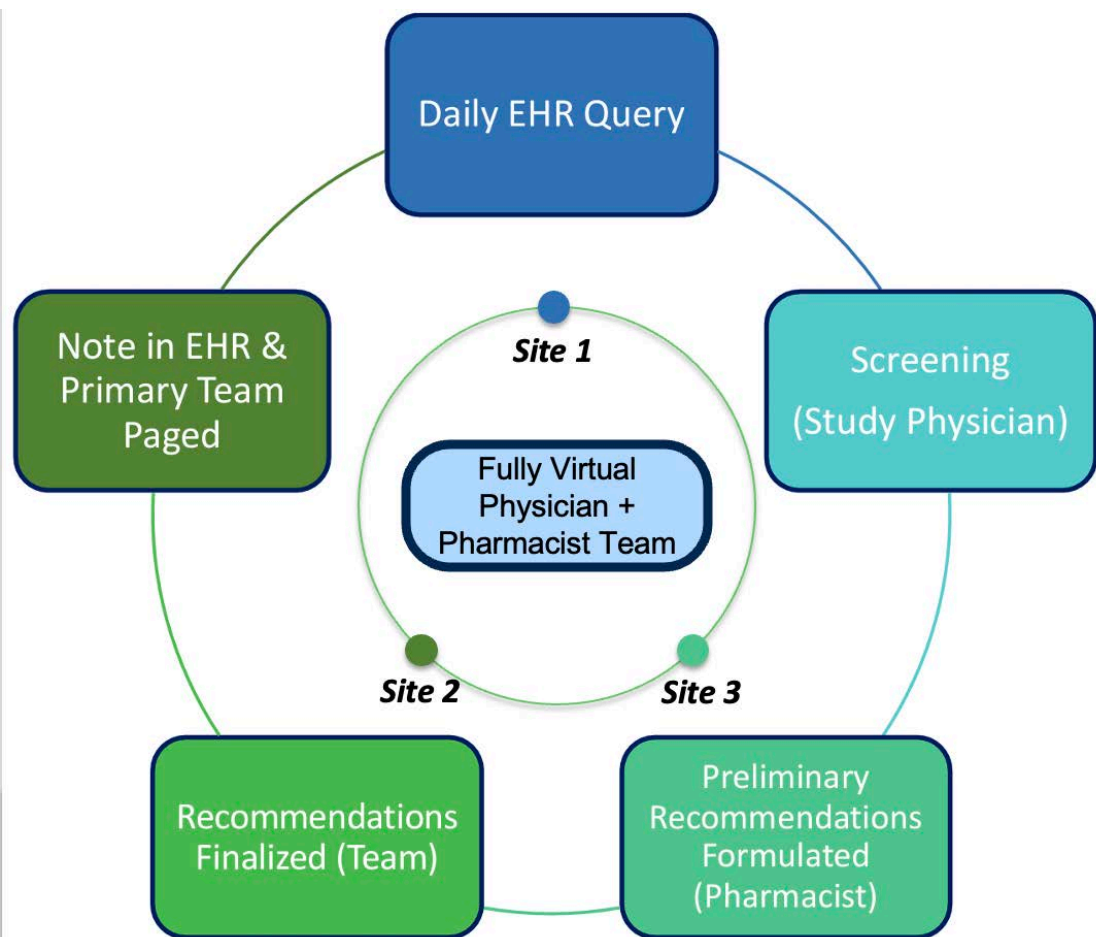 Daily EHR Query
Note in EHR &
Primary Team
Paged
Site 1
Screening
(Study Physician)
Fully Virtual
Physician +
Pharmacist Team
Site 2
Site 3
Recommendations
Finalized (Team)
Preliminary
Recommendations
Formulated
(Pharmacist)